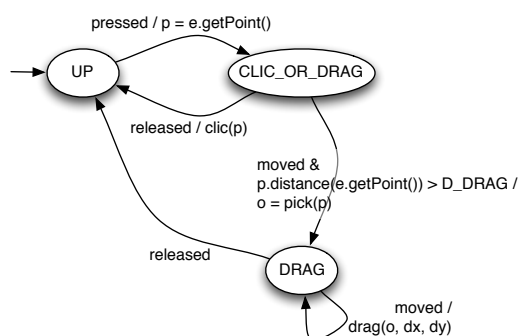 pressed / p = e.getPoint()
UP
CLIC_OR_DRAG
released / clic(p)
moved &
p.distance(e.getPoint()) > D_DRAG /
o = pick(p)
released
DRAG
moved /
drag(o, dx, dy)